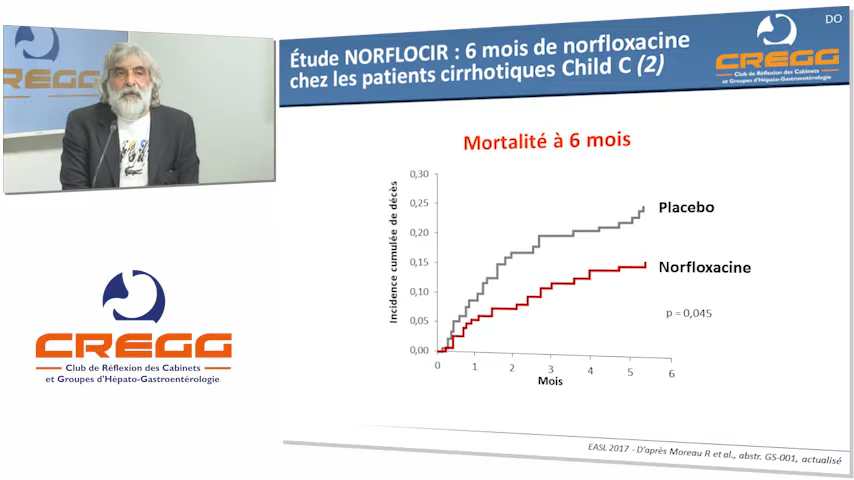 CREGG
DO
Étude NORFLOCIR : 6 mois de norfloxacine
chez les patients cirrhotiques Child C (2)
CREGG
Club de Réflexion des Cabinets
et Groupes d'Hépato-Gastroentérologie
Mortalité à 6 mois
Incidence cumulée de décès
0,30
0,25
0,20
0,15
0,10
0,05
0,00
0 1 2 3 4 5 6
Mois
Placebo
Norfloxacine
p = 0,045
CREGG
Club de Réflexion des Cabinets
et Groupes d'Hépato-Gastroentérologie
EASL 2017 - D'après Moreau R et al., abstr. GS-001, actualisé